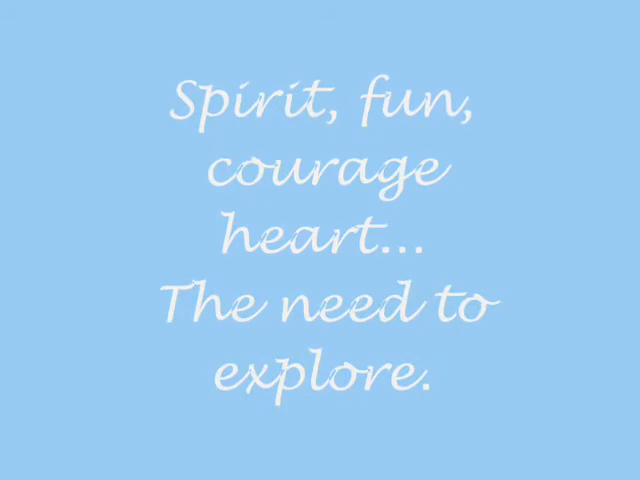 Spirit, fun,
courage
heart...
The need to
explore.